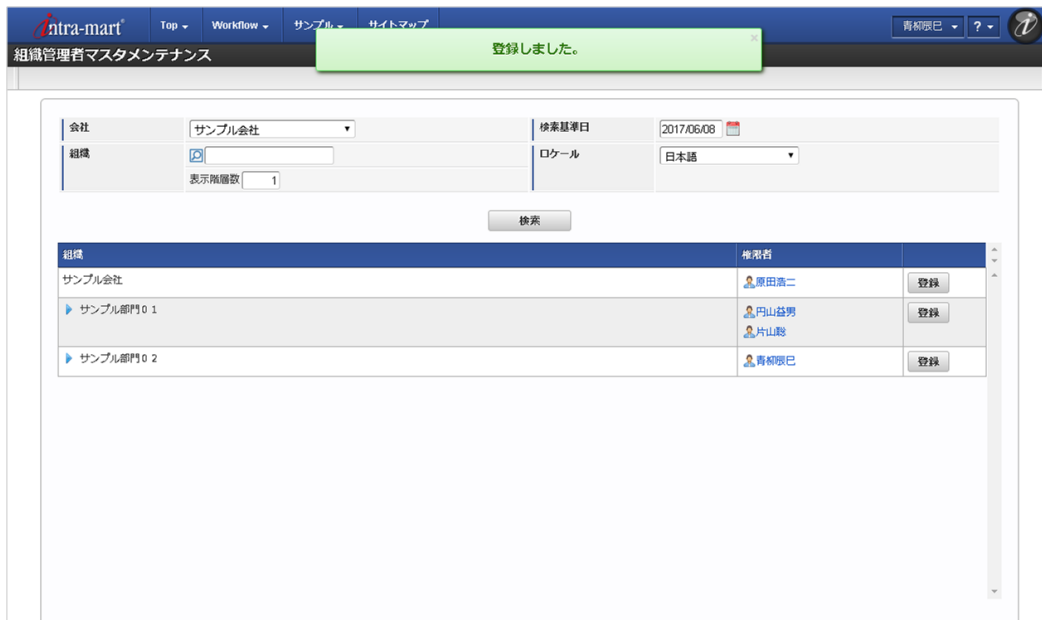 intra-mart Top Workflow サンプル サイトマップ 青柳辰巳 ?
登録しました。 ×
組織管理者マスタメンテナンス
会社 サンプル会社 検索基準日 2017/06/08
組織 ロケール 日本語
表示階層数 1
検索
組織 権限者
サンプル会社 原田浩二 登録
サンプル部門01 円山益男 登録
片山聡
サンプル部門02 青柳辰巳 登録